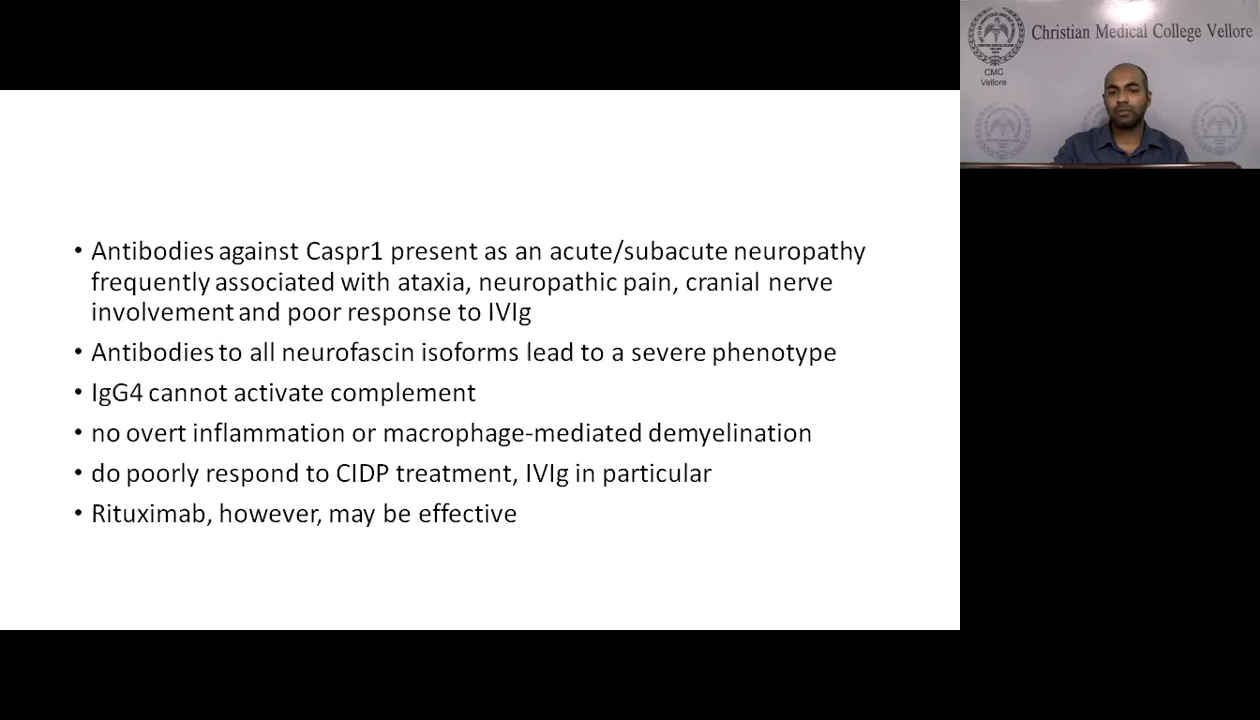 • Antibodies against Caspr1 present as an acute/subacute neuropathy
frequently associated with ataxia, neuropathic pain, cranial nerve
involvement and poor response to IVIg
• Antibodies to all neurofascin isoforms lead to a severe phenotype
• IgG4 cannot activate complement
• no overt inflammation or macrophage-mediated demyelination
• do poorly respond to CIDP treatment, IVIg in particular
• Rituximab, however, may be effective
Christian Medical College Vellore
CMC
Vellore